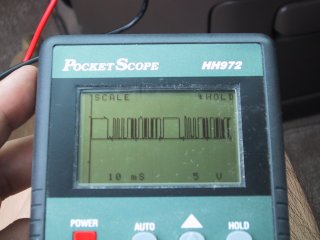 POCKETSCOPE HH972
SCALE HOLD
10 mS 5 V
POWER AUTO HOLD